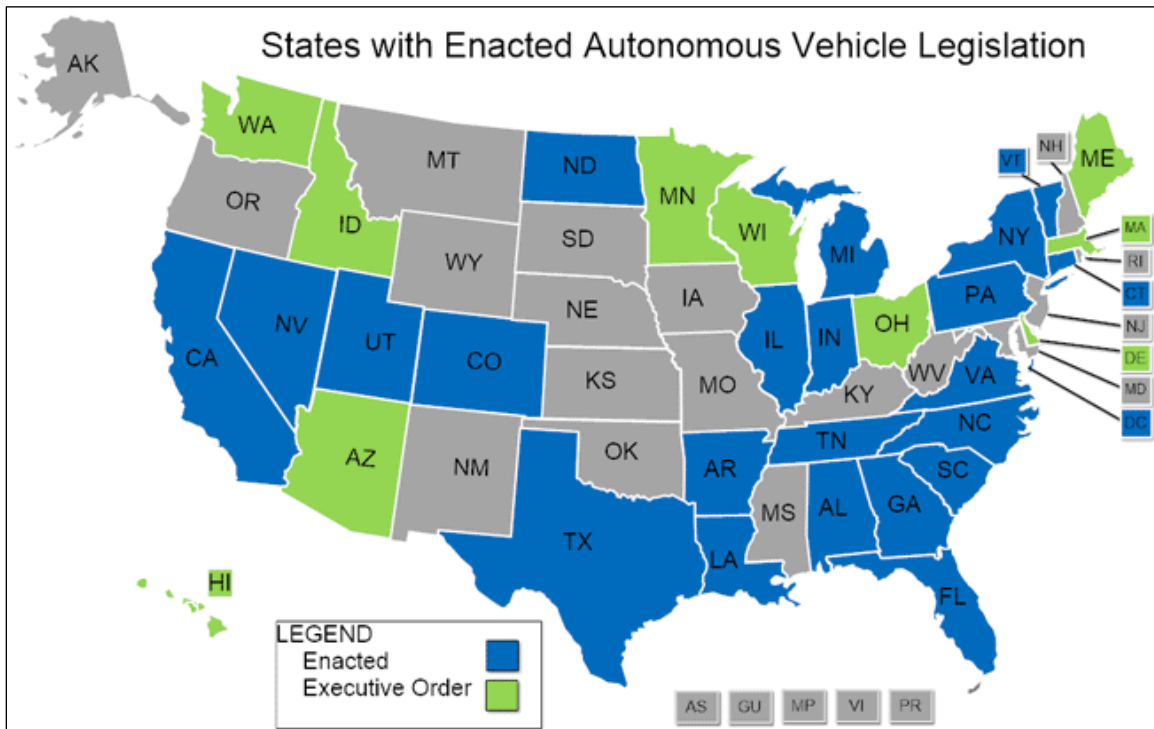 States with Enacted Autonomous Vehicle Legislation
AK
WA
MT
ND
MN
VT
NH
ME
OR
ID
WY
SD
WI
MI
NY
MA
RI
CT
NJ
DE
MD
DC
NE
IA
PA
NV
UT
CO
IL
IN
OH
CA
KS
MO
KY
WV
VA
AZ
NM
OK
AR
TN
NC
SC
MS
AL
GA
TX
LA
FL
HI
LEGEND
Enacted
Executive Order
AS
GU
MP
VI
PR